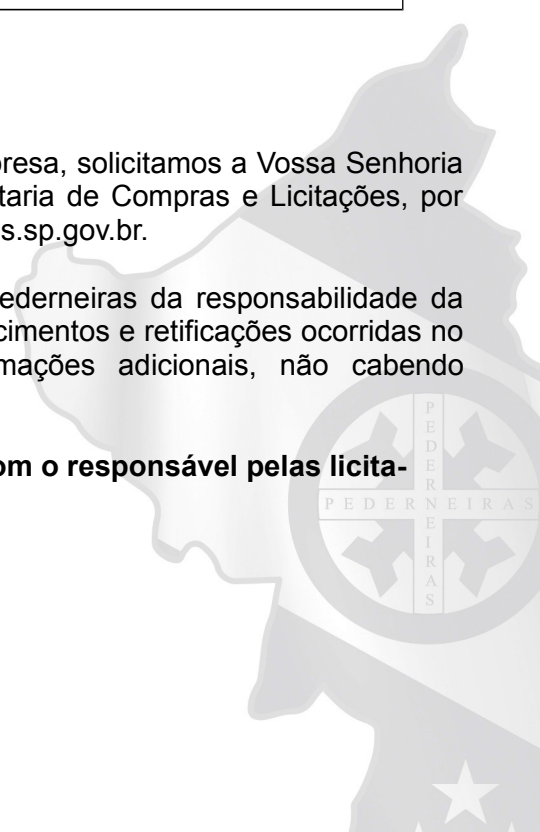 presa, solicitamos a Vossa Senhoria
taria de Compras e Licitações, por
s.sp.gov.br.
ederneiras da responsabilidade da
cimentos e retificações ocorridas no
mações adicionais, não cabendo
om o responsável pelas licita-
PEDERNEIRAS
PEDERNEIRAS